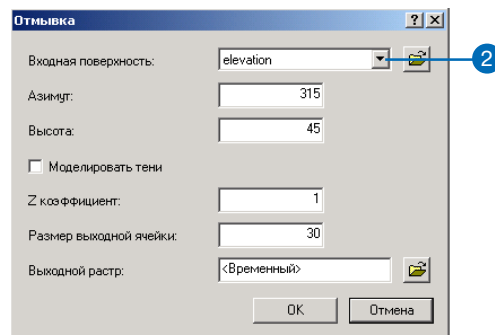 Отмывка
Входная поверхность: elevation 2
Азимут: 315
Высота: 45
Моделировать тени
Z коэффициент: 1
Размер выходной ячейки: 30
Выходной растр: <Временный>
OK Отмена